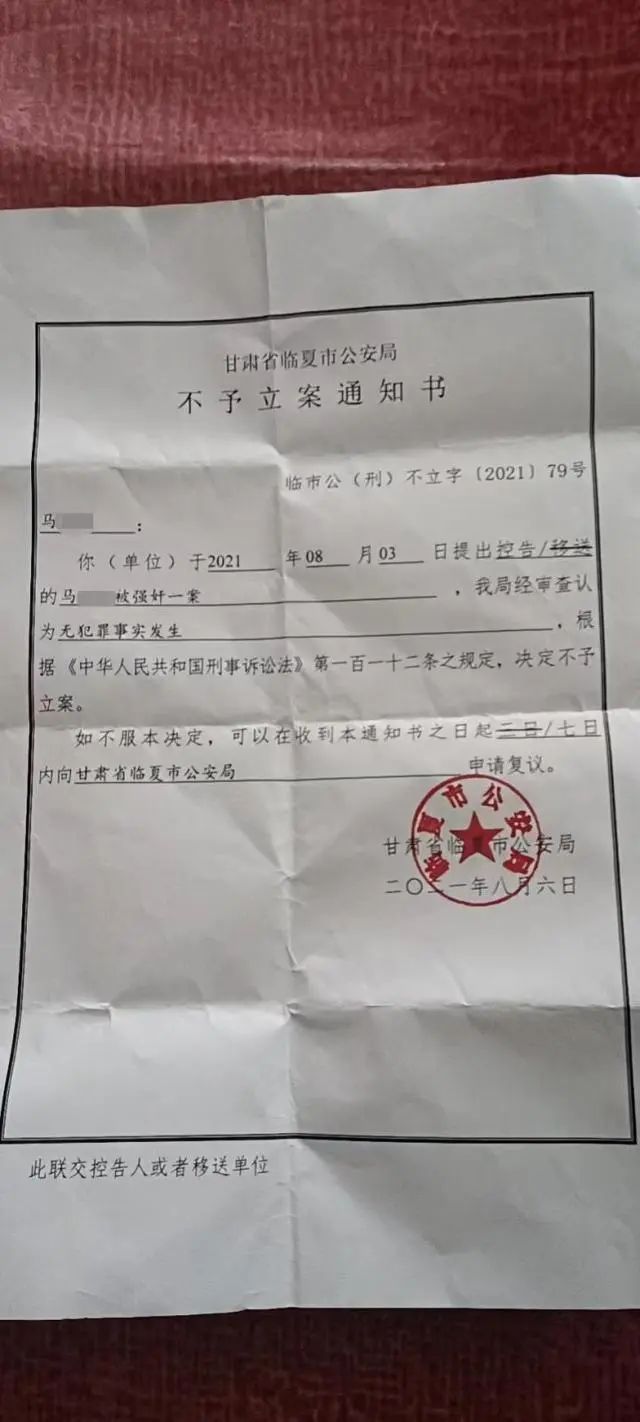 甘肃省临夏市公安局
不予立案通知书
临市公（刑）不立字〔2021〕79号
马：
你（单位）于2021年08月03日提出控告/移送
的马被强奸一案，我局经审查认
为无犯罪事实发生，根
据《中华人民共和国刑事诉讼法》第一百一十二条之规定，决定不予
立案。
如不服本决定，可以在收到本通知书之日起三日/七日
内向甘肃省临夏市公安局申请复议。
甘肃省临夏市公安局
二〇二一年八月六日
临夏市公安局
此联交控告人或者移送单位